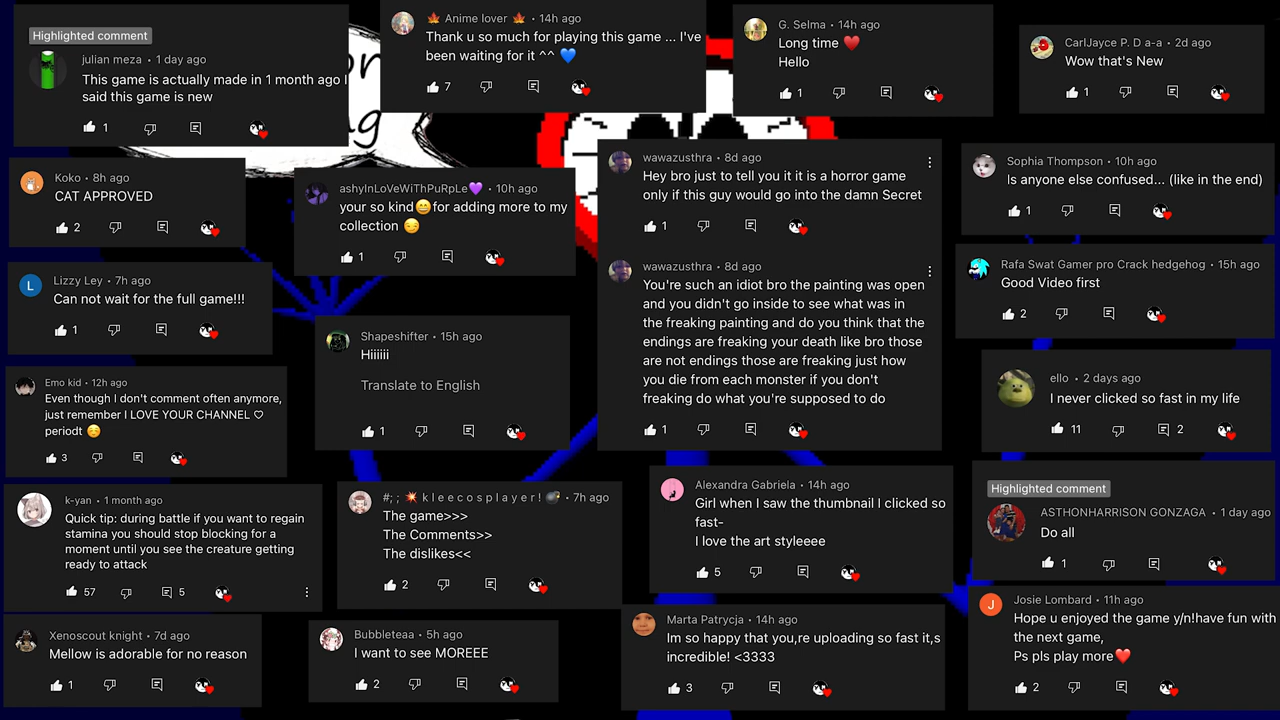 Highlighted comment
julian meza • 1 day ago
This game is actually made in 1 month ago I
said this game is new
1
🍁 Anime lover 🍁 • 14h ago
Thank u so much for playing this game ... I've
been waiting for it ^^ 💙
7
G. Selma • 14h ago
Long time ❤️
Hello
1
CarlJayce P. D a-a • 2d ago
Wow that's New
1
Koko • 8h ago
CAT APPROVED
2
ashyInLoVeWiThPuRpLe💜 • 10h ago
your so kind😄for adding more to my
collection 😏
1
wawazusthra • 8d ago
Hey bro just to tell you it it is a horror game
only if this guy would go into the damn Secret
1
wawazusthra • 8d ago
You're such an idiot bro the painting was open
and you didn't go inside to see what was in
the freaking painting and do you think that the
endings are freaking your death like bro those
are not endings those are freaking just how
you die from each monster if you don't
freaking do what you're supposed to do
1
Sophia Thompson • 10h ago
Is anyone else confused... (like in the end)
1
Lizzy Ley • 7h ago
L
Can not wait for the full game!!!
1
Shapeshifter • 15h ago
Hiiiiii
Translate to English
1
Rafa Swat Gamer pro Crack hedgehog • 15h ago
Good Video first
2
Emo kid • 12h ago
Even though I don't comment often anymore,
just remember I LOVE YOUR CHANNEL ♡
periodt ☺️
3
ello • 2 days ago
I never clicked so fast in my life
11
2
k-yan • 1 month ago
Quick tip: during battle if you want to regain
stamina you should stop blocking for a
moment until you see the creature getting
ready to attack
57
5
#; ; 💥 k l e e c o s p l a y e r ! 💣 • 7h ago
The game>>>
The Comments>>
The dislikes<<
2
Alexandra Gabriela • 14h ago
Girl when I saw the thumbnail I clicked so
fast-
I love the art styleeee
5
Highlighted comment
ASTHONHARRISON GONZAGA • 1 day ago
Do all
1
Xenoscout knight • 7d ago
Mellow is adorable for no reason
1
Bubbleteaa • 5h ago
I want to see MOREEE
2
Marta Patrycja • 14h ago
Im so happy that you,re uploading so fast it,s
incredible! <3333
3
Josie Lombard • 11h ago
J
Hope u enjoyed the game y/n!have fun with
the next game,
Ps pls play more❤️
2